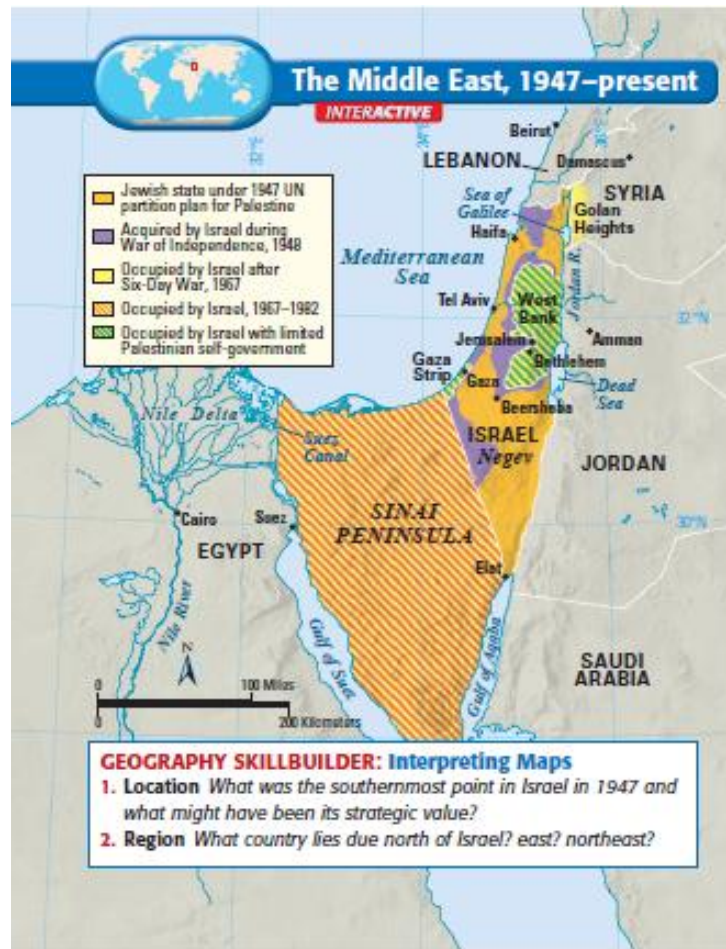 The Middle East, 1947–present
INTERACTIVE
32°E
34°E
36°E
Beirut
LEBANON
Damascus
SYRIA
Sea of
Galilee
Golan
Heights
Haifa
Jewish state under 1947 UN
partition plan for Palestine
Acquired by Israel during
War of Independence, 1948
Occupied by Israel after
Six-Day War, 1967
Occupied by Israel, 1967–1982
Occupied by Israel with limited
Palestinian self-government
Mediterranean
Sea
Jordan R.
Tel Aviv
West
Bank
32°N
Jerusalem
Amman
Gaza
Strip
Bethlehem
Gaza
Dead
Sea
Beersheba
Nile Delta
Suez
Canal
ISRAEL
Negev
JORDAN
Cairo
Suez
SINAI
PENINSULA
30°N
EGYPT
Elat
Nile River
Gulf of Suez
Gulf of Aqaba
SAUDI
ARABIA
N
0 100 Miles
0 200 Kilometers
GEOGRAPHY SKILLBUILDER: Interpreting Maps
1. Location What was the southernmost point in Israel in 1947 and
what might have been its strategic value?
2. Region What country lies due north of Israel? east? northeast?